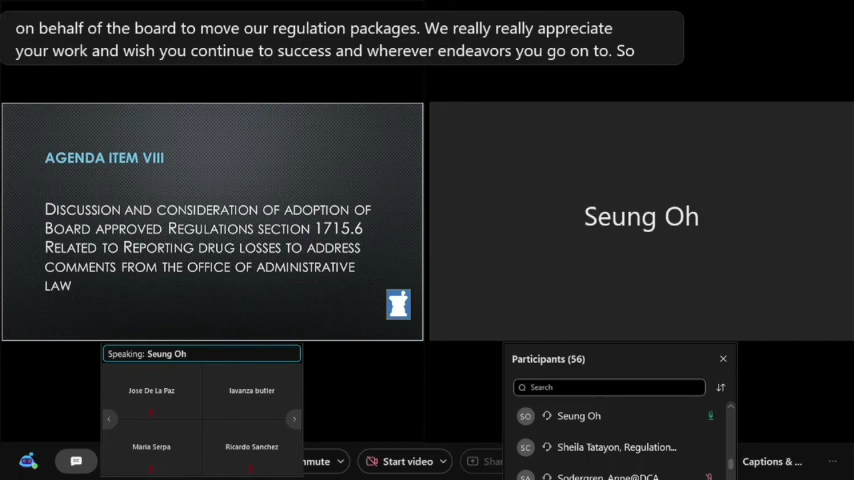 on behalf of the board to move our regulation packages. We really really appreciate
your work and wish you continue to success and wherever endeavors you go on to. So
AGENDA ITEM VIII
DISCUSSION AND CONSIDERATION OF ADOPTION OF
BOARD APPROVED REGULATIONS SECTION 1715.6
RELATED TO REPORTING DRUG LOSSES TO ADDRESS
COMMENTS FROM THE OFFICE OF ADMINISTRATIVE
LAW
Seung Oh
Speaking: Seung Oh
Jose De La Paz
lavanza butler
Maria Serpa
Ricardo Sanchez
Participants (56)
Search
SO Seung Oh
SC Sheila Tatayon, Regulation...
SA Sodergren, Anne@DCA
Start video
Captions & ...